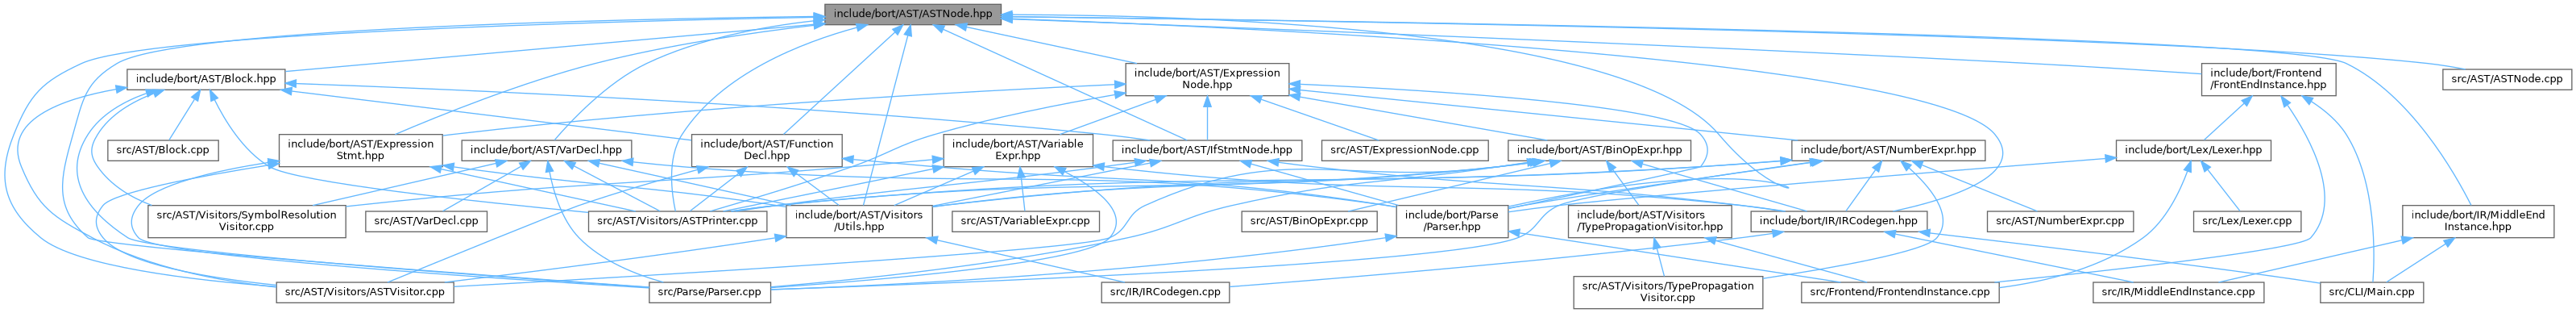 include/bort/AST/ASTNode.hpp
include/bort/AST/Block.hpp
include/bort/AST/Expression
Node.hpp
include/bort/Frontend
/FrontEndInstance.hpp
src/AST/ASTNode.cpp
src/AST/Block.cpp
include/bort/AST/Expression
Stmt.hpp
include/bort/AST/VarDecl.hpp
include/bort/AST/Function
Decl.hpp
include/bort/AST/Variable
Expr.hpp
include/bort/AST/IfStmtNode.hpp
src/AST/ExpressionNode.cpp
include/bort/AST/BinOpExpr.hpp
include/bort/AST/NumberExpr.hpp
include/bort/Lex/Lexer.hpp
src/AST/Visitors/SymbolResolution
Visitor.cpp
src/AST/VarDecl.cpp
src/AST/Visitors/ASTPrinter.cpp
include/bort/AST/Visitors
/Utils.hpp
src/AST/VariableExpr.cpp
src/AST/BinOpExpr.cpp
include/bort/Parse
/Parser.hpp
include/bort/AST/Visitors
/TypePropagationVisitor.hpp
include/bort/IR/IRCodegen.hpp
src/AST/NumberExpr.cpp
src/Lex/Lexer.cpp
include/bort/IR/MiddleEnd
Instance.hpp
src/AST/Visitors/ASTVisitor.cpp
src/Parse/Parser.cpp
src/IR/IRCodegen.cpp
src/AST/Visitors/TypePropagation
Visitor.cpp
src/Frontend/FrontendInstance.cpp
src/IR/MiddleEndInstance.cpp
src/CLI/Main.cpp